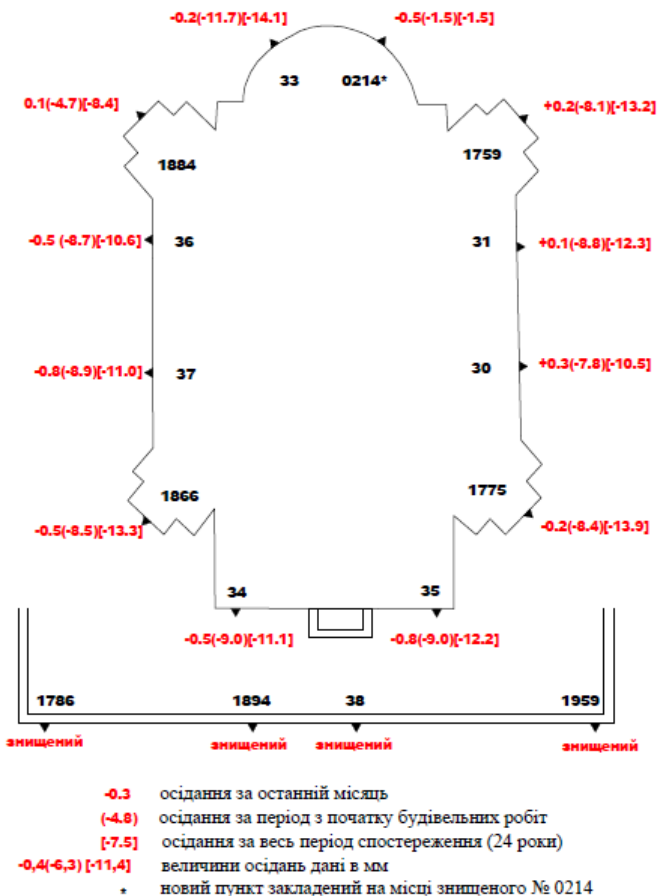 -0.2(-11.7)[-14.1] -0.5(-1.5)[-1.5]
33 0214*
0.1(-4.7)[-8.4] +0.2(-8.1)[-13.2]
1884 1759
-0.5 (-8.7)[-10.6] 36 31 +0.1(-8.8)[-12.3]
-0.8(-8.9)[-11.0] 37 30 +0.3(-7.8)[-10.5]
1866 1775
-0.5(-8.5)[-13.3] -0.2(-8.4)[-13.9]
34 35
-0.5(-9.0)[-11.1] -0.8(-9.0)[-12.2]
1786 1894 38 1959
знищений знищений знищений знищений
-0.3 осідання за останній місяць
(-4.8) осідання за період з початку будівельних робіт
[-7.5] осідання за весь період спостереження (24 роки)
-0,4(-6,3) [-11,4] величини осідань дані в мм
* новий пункт закладений на місці знищеного № 0214